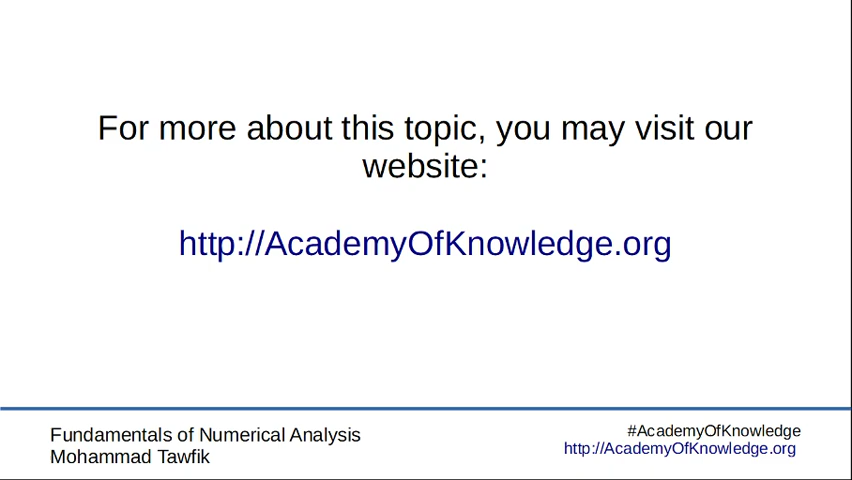 For more about this topic, you may visit our
website:
http://AcademyOfKnowledge.org
Fundamentals of Numerical Analysis
Mohammad Tawfik
#AcademyOfKnowledge
http://AcademyOfKnowledge.org